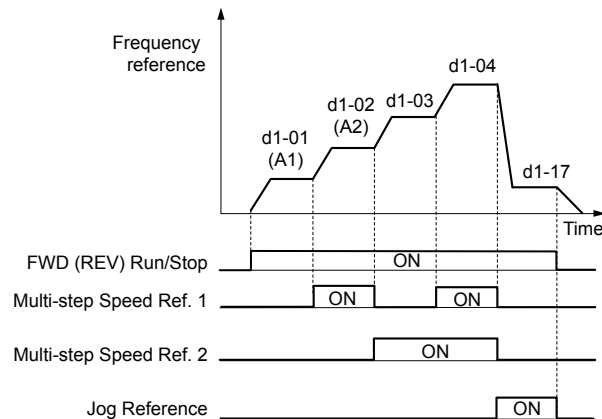 Frequency
reference
d1-01
(A1)
d1-02
(A2)
d1-03
d1-04
d1-17
Time
FWD (REV) Run/Stop
ON
Multi-step Speed Ref. 1
ON
ON
Multi-step Speed Ref. 2
ON
Jog Reference
ON